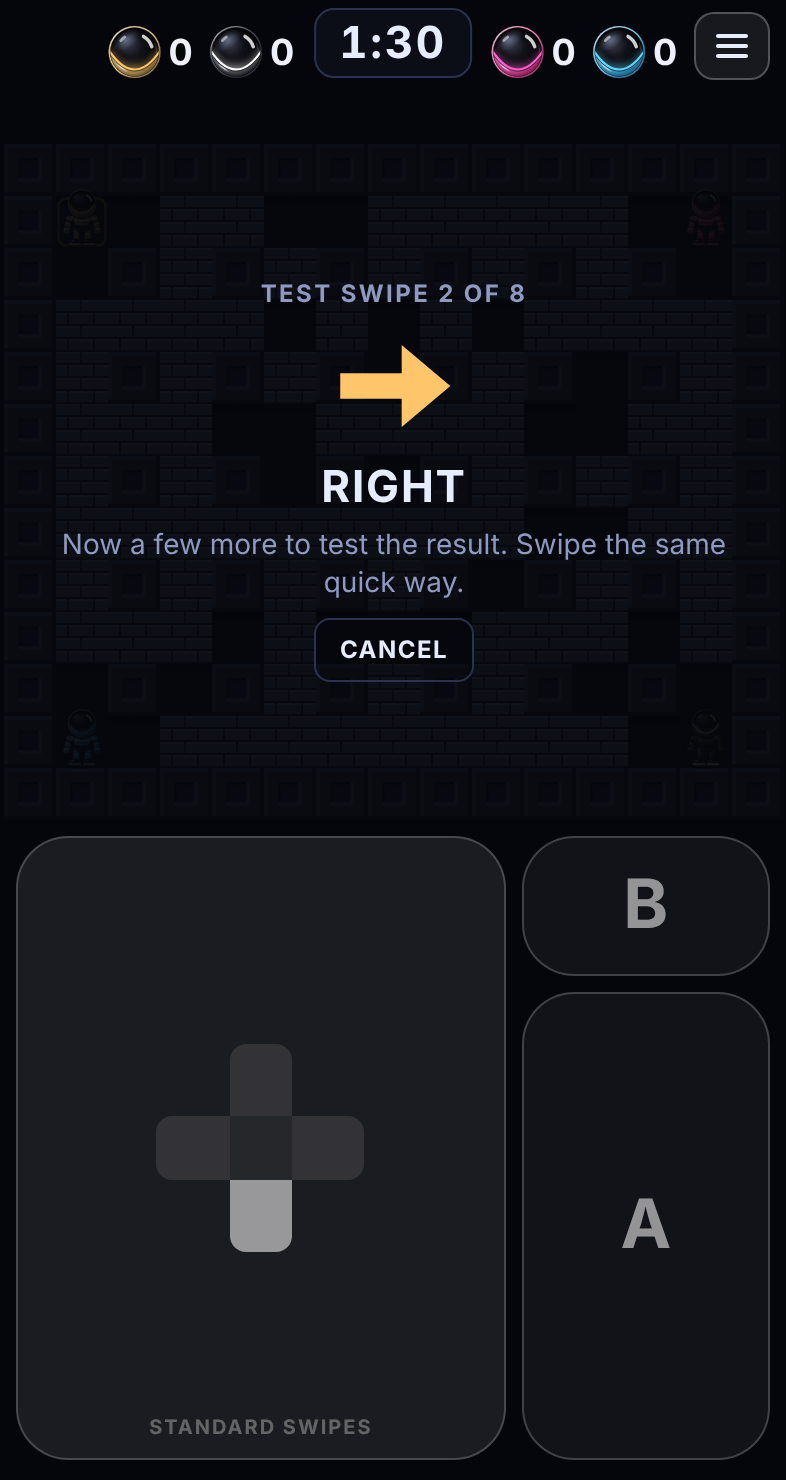 0 0 1:30 0 0
TEST SWIPE 2 OF 8
RIGHT
Now a few more to test the result. Swipe the same
quick way.
CANCEL
B
A
STANDARD SWIPES